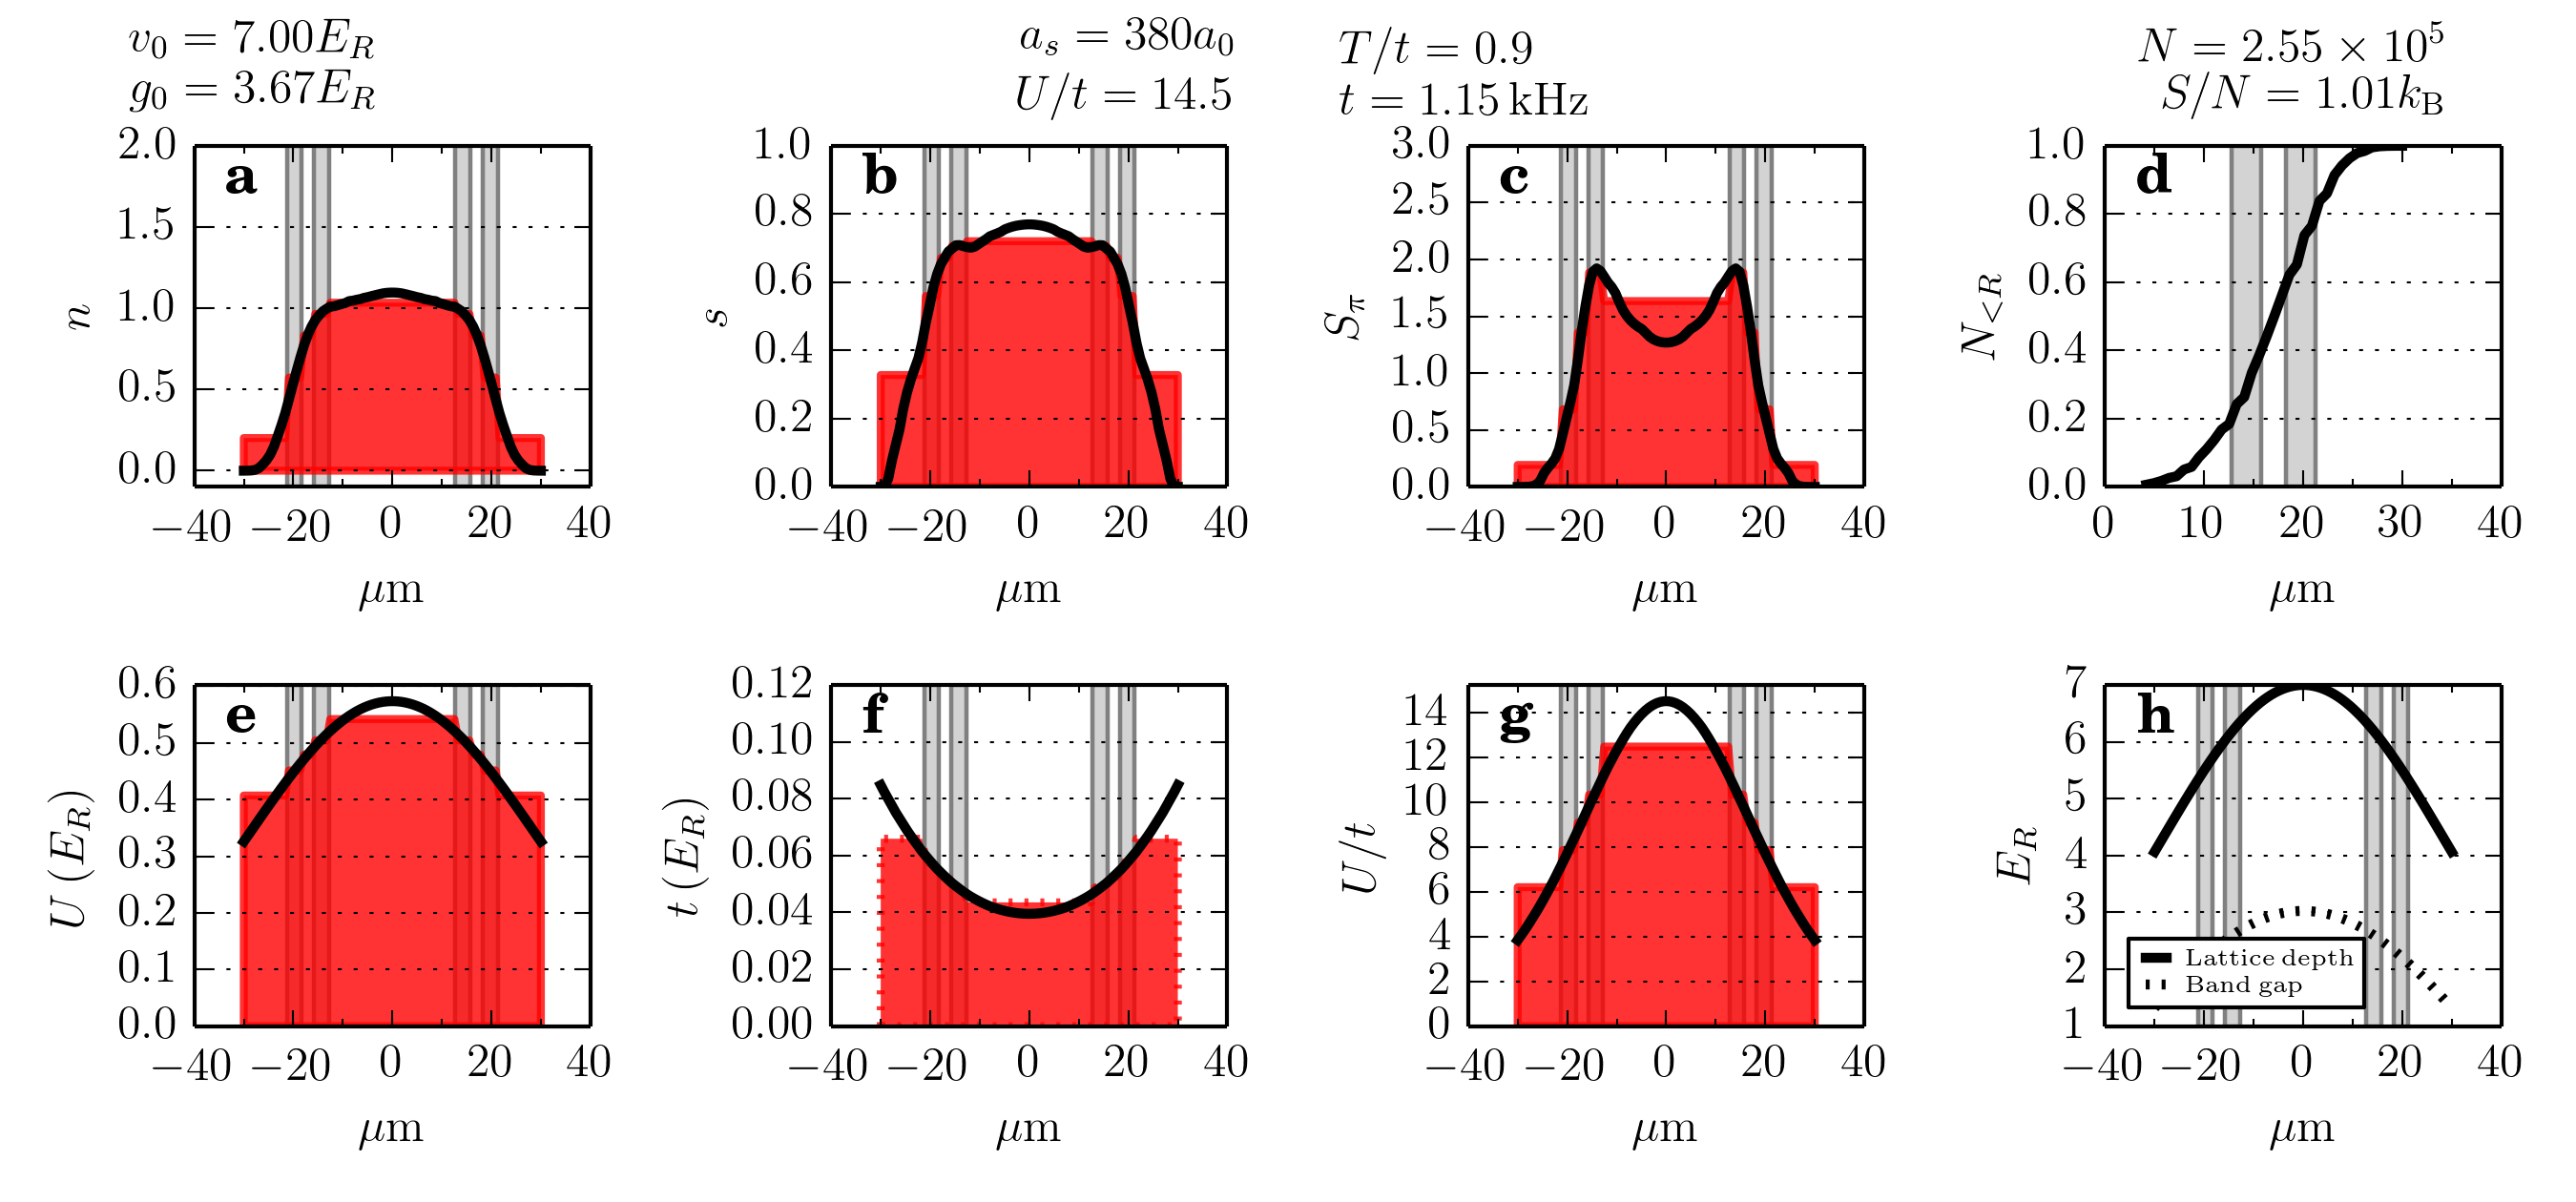 v₀ = 7.00E_R
g₀ = 3.67E_R
a_s = 380a₀
U/t = 14.5
T/t = 0.9
t = 1.15 kHz
N = 2.55 × 10⁵
S/N = 1.01k_B
a
n
2.0
1.5
1.0
0.5
0.0
−40 −20 0 20 40
μm
b
s
1.0
0.8
0.6
0.4
0.2
0.0
−40 −20 0 20 40
μm
c
S_π
3.0
2.5
2.0
1.5
1.0
0.5
0.0
−40 −20 0 20 40
μm
d
N_{<R}
1.0
0.8
0.6
0.4
0.2
0.0
0 10 20 30 40
μm
e
U (E_R)
0.6
0.5
0.4
0.3
0.2
0.1
0.0
−40 −20 0 20 40
μm
f
t (E_R)
0.12
0.10
0.08
0.06
0.04
0.02
0.00
−40 −20 0 20 40
μm
g
U/t
14
12
10
8
6
4
2
0
−40 −20 0 20 40
μm
h
E_R
7
6
5
4
3
2
1
Lattice depth
Band gap
−40 −20 0 20 40
μm